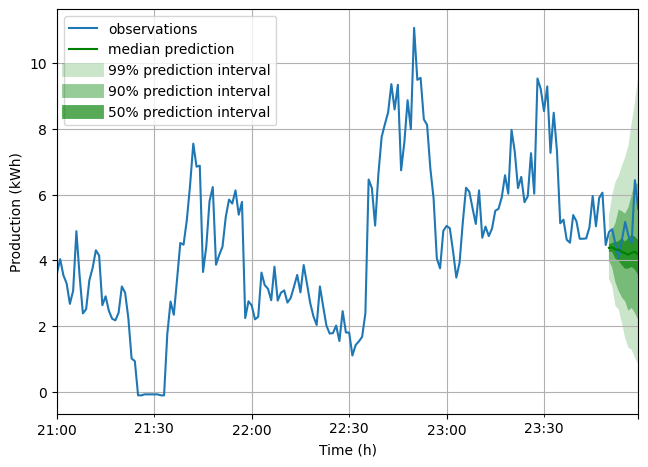 observations
median prediction
99% prediction interval
90% prediction interval
50% prediction interval
Production (kWh)
10
8
6
4
2
0
21:00
21:30
22:00
22:30
23:00
23:30
Time (h)